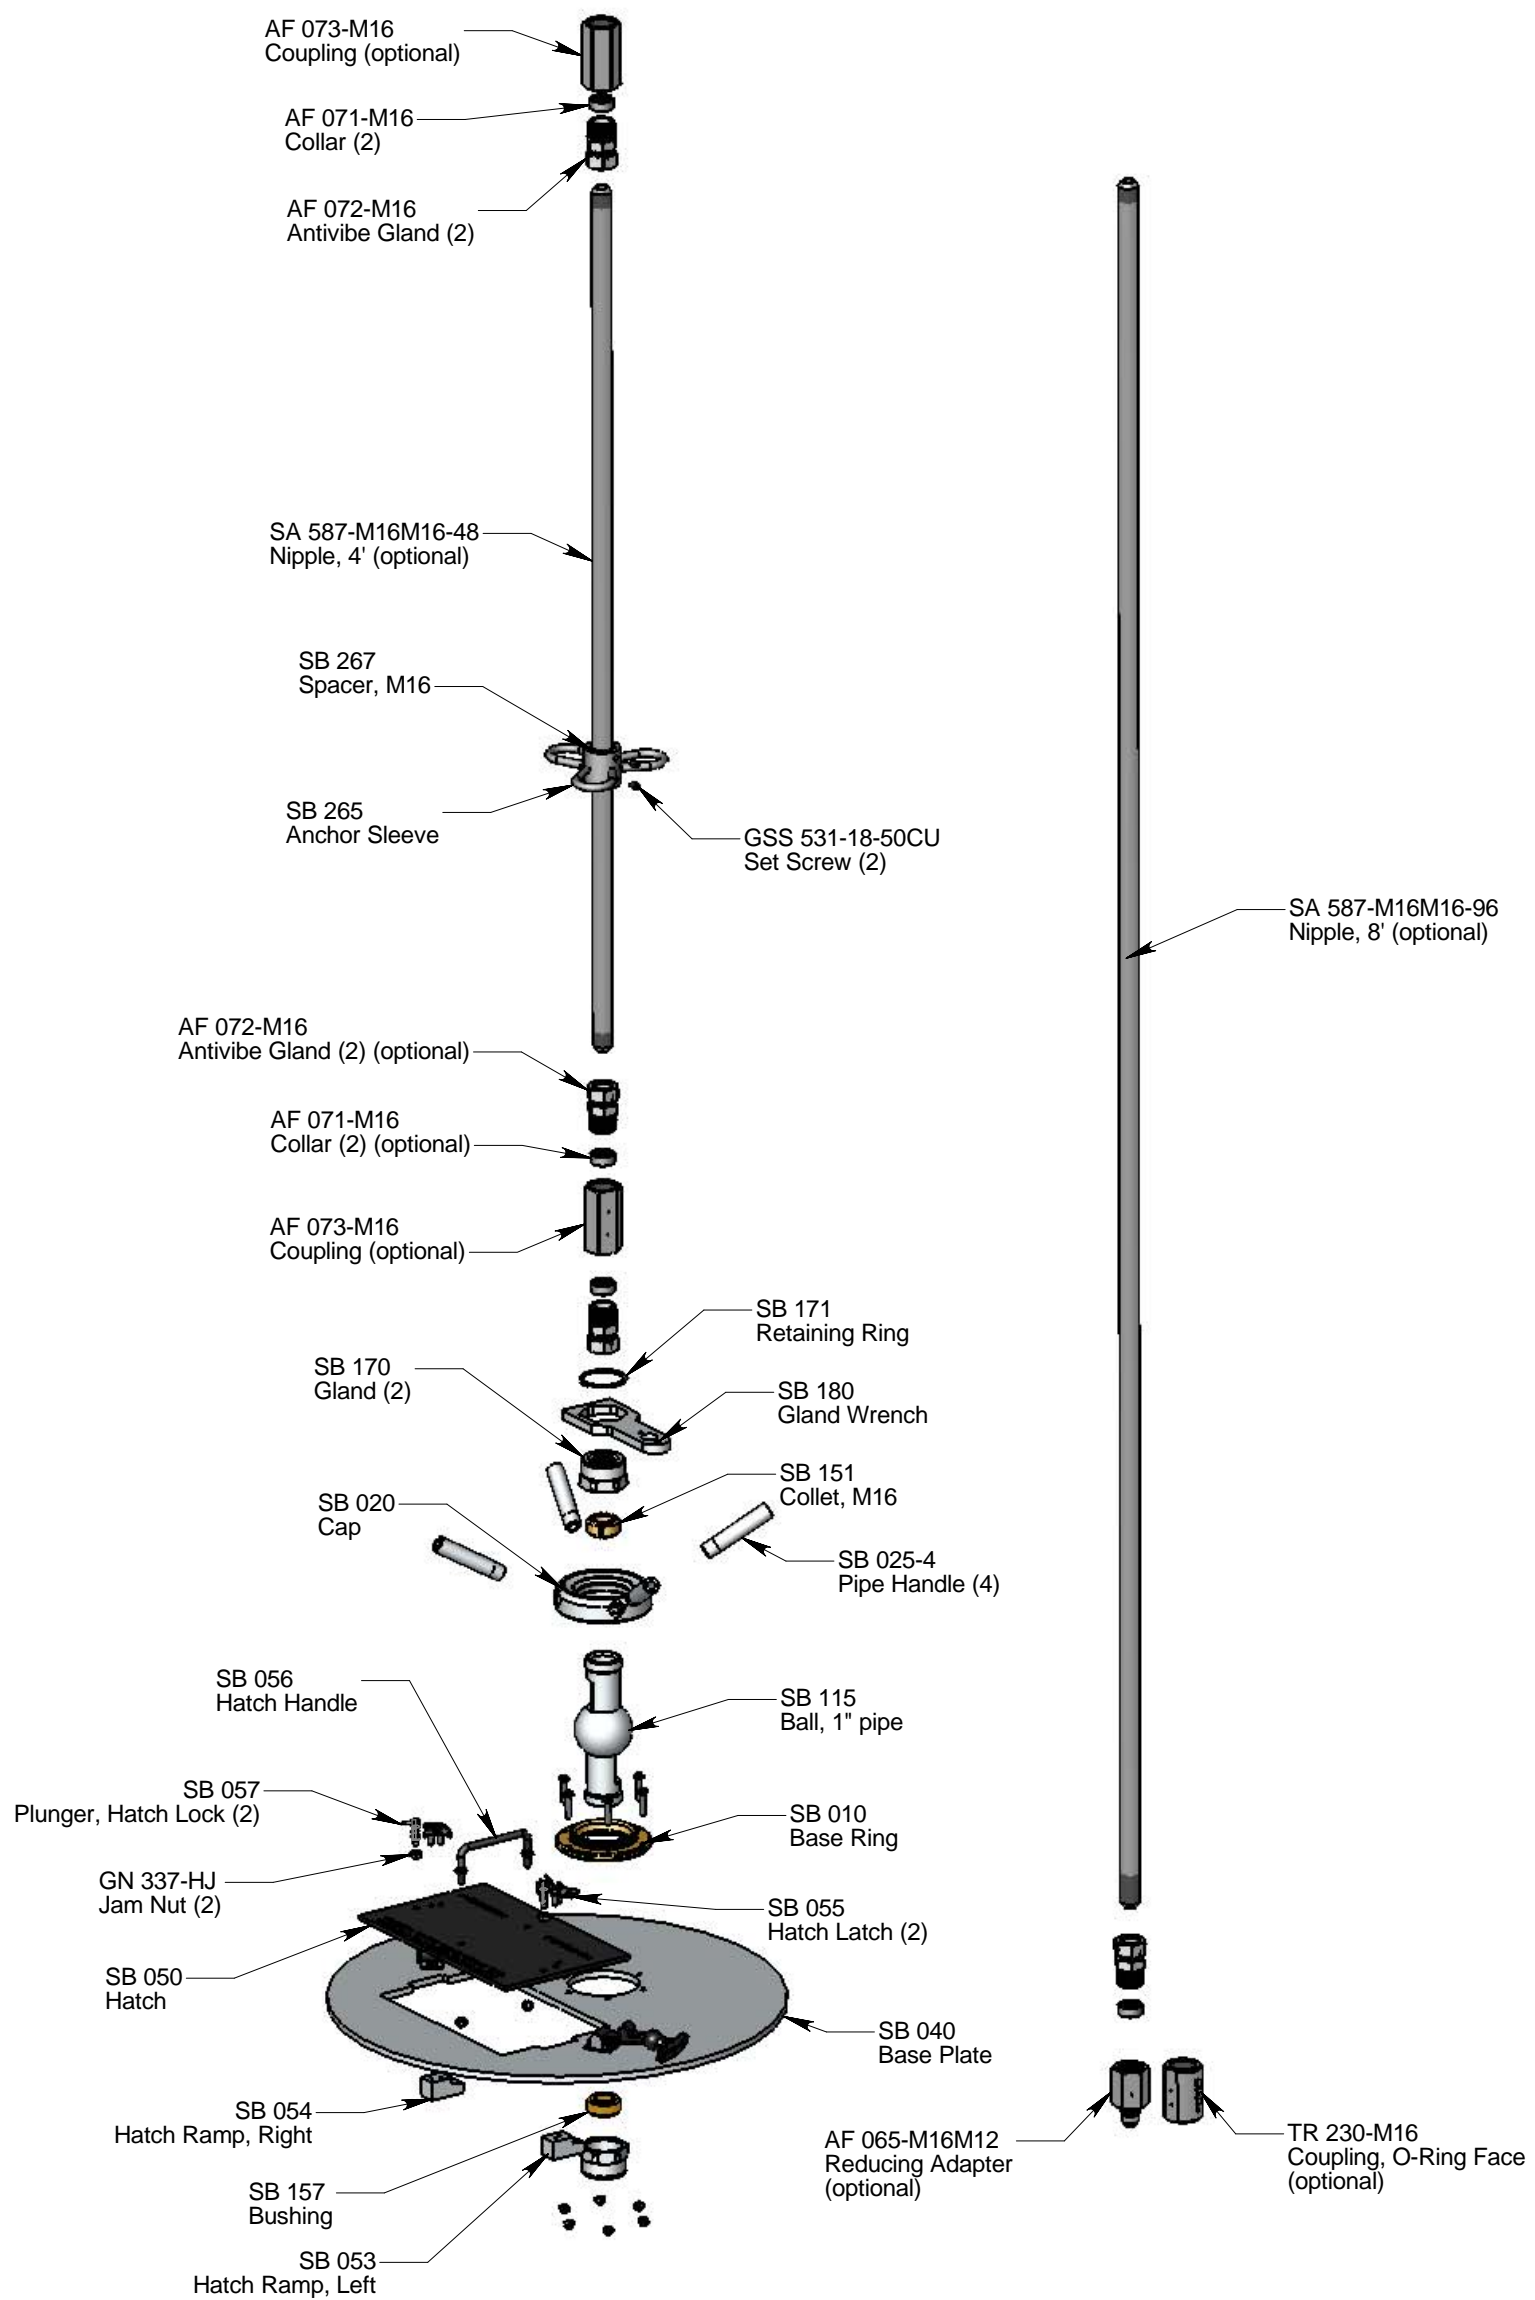 AF 073-M16
Coupling (optional)
AF 071-M16
Collar (2)
AF 072-M16
Antivibe Gland (2)
SA 587-M16M16-48
Nipple, 4' (optional)
SB 267
Spacer, M16
SB 265
Anchor Sleeve
GSS 531-18-50CU
Set Screw (2)
SA 587-M16M16-96
Nipple, 8' (optional)
AF 072-M16
Antivibe Gland (2) (optional)
AF 071-M16
Collar (2) (optional)
AF 073-M16
Coupling (optional)
SB 171
Retaining Ring
SB 170
Gland (2)
SB 180
Gland Wrench
SB 151
Collet, M16
SB 020
Cap
SB 025-4
Pipe Handle (4)
SB 056
Hatch Handle
SB 115
Ball, 1" pipe
SB 057
Plunger, Hatch Lock (2)
SB 010
Base Ring
GN 337-HJ
Jam Nut (2)
SB 055
Hatch Latch (2)
SB 050
Hatch
SB 040
Base Plate
SB 054
Hatch Ramp, Right
AF 065-M16M12
Reducing Adapter
(optional)
TR 230-M16
Coupling, O-Ring Face
(optional)
SB 157
Bushing
SB 053
Hatch Ramp, Left